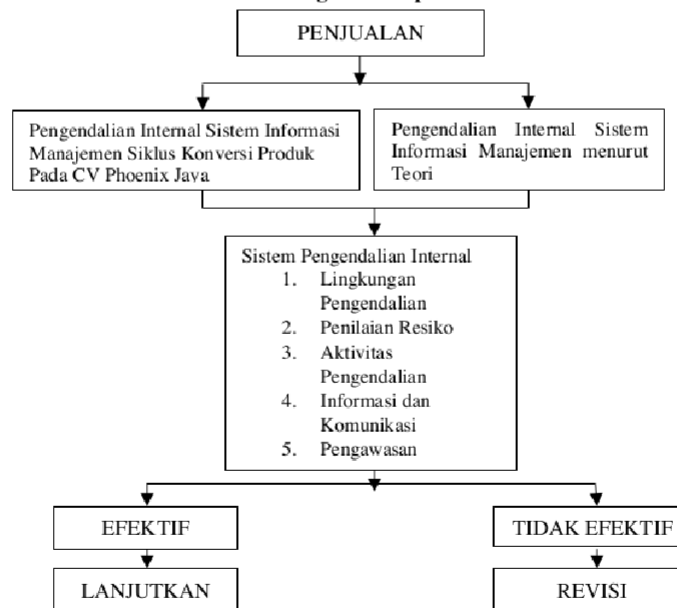 PENJUALAN
Pengendalian Internal Sistem Informasi
Manajemen Siklus Konversi Produk
Pada CV Phoenix Jaya
Pengendalian Internal Sistem
Informasi Manajemen menurut
Teori
Sistem Pengendalian Internal
1. Lingkungan
Pengendalian
2. Penilaian Resiko
3. Aktivitas
Pengendalian
4. Informasi dan
Komunikasi
5. Pengawasan
EFEKTIF
TIDAK EFEKTIF
LANJUTKAN
REVISI